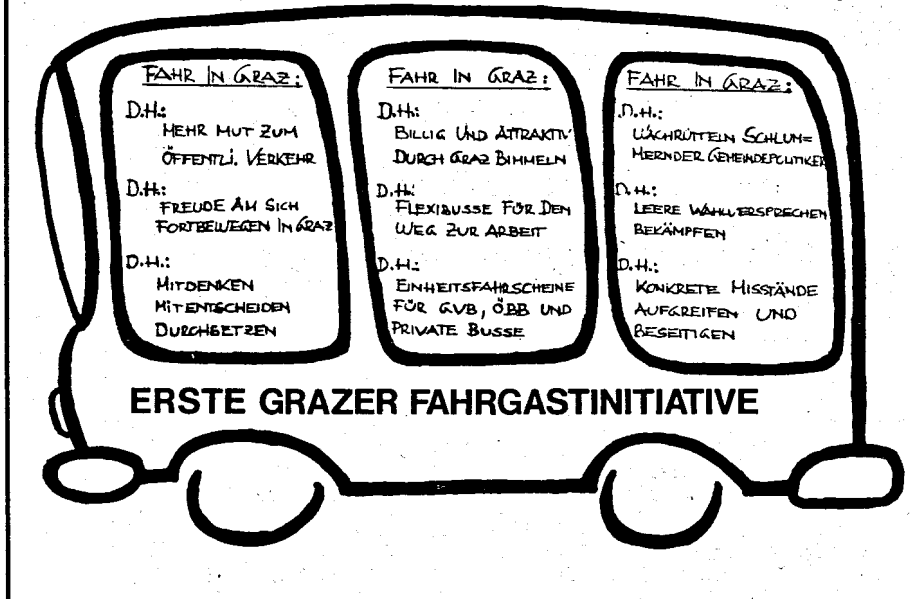 FAHR IN GRAZ:
D.H.:
MEHR MUT ZUM
ÖFFENTLI. VERKEHR
D.H.:
FREUDE AM SICH
FORTBEWEGEN IN GRAZ
D.H.:
MITDENKEN
MITENTSCHEIDEN
DURCHSETZEN
FAHR IN GRAZ:
D.H.:
BILLIG UND ATTRAKTIV
DURCH GRAZ BIMMELN
D.H.:
FLEXIBUSSE FÜR DEN
WEG ZUR ARBEIT
D.H.:
EINHEITSFAHRSCHEINE
FÜR GVB, ÖBB UND
PRIVATE BUSSE
FAHR IN GRAZ:
D.H.:
WACHRÜTTELN SCHLUM=
MERNDER GEMEINDEPOLITIKER
D.H.:
LEERE WAHLVERSPRECHEN
BEKÄMPFEN
D.H.:
KONKRETE MISSTÄNDE
AUFGREIFEN UND
BESEITIGEN
ERSTE GRAZER FAHRGASTINITIATIVE